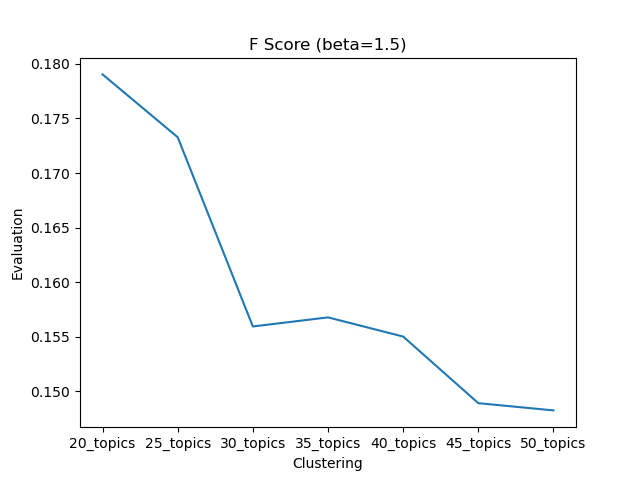 F Score (beta=1.5)
0.180
0.175
0.170
0.165
0.160
0.155
0.150
Evaluation
20_topics 25_topics 30_topics 35_topics 40_topics 45_topics 50_topics
Clustering